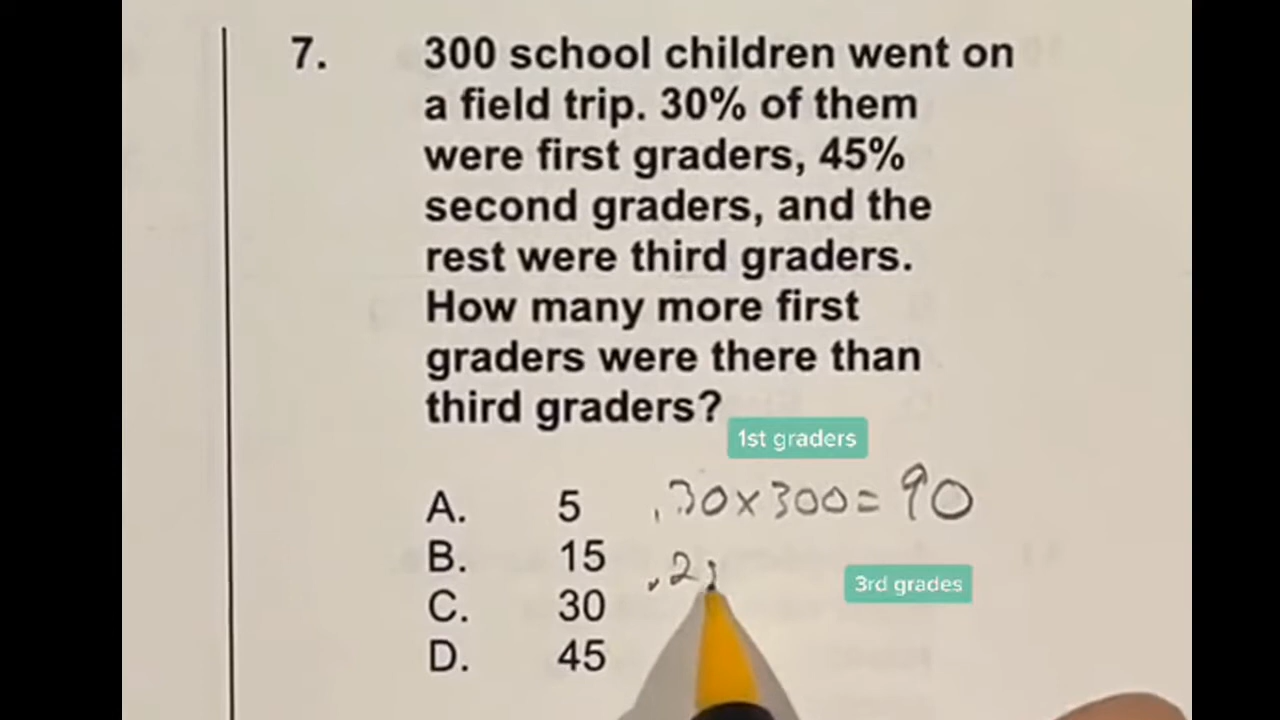 7. 300 school children went on
a field trip. 30% of them
were first graders, 45%
second graders, and the
rest were third graders.
How many more first
graders were there than
third graders?
1st graders
A. 5 .30x300=90
B. 15 .2
3rd grades
C. 30
D. 45